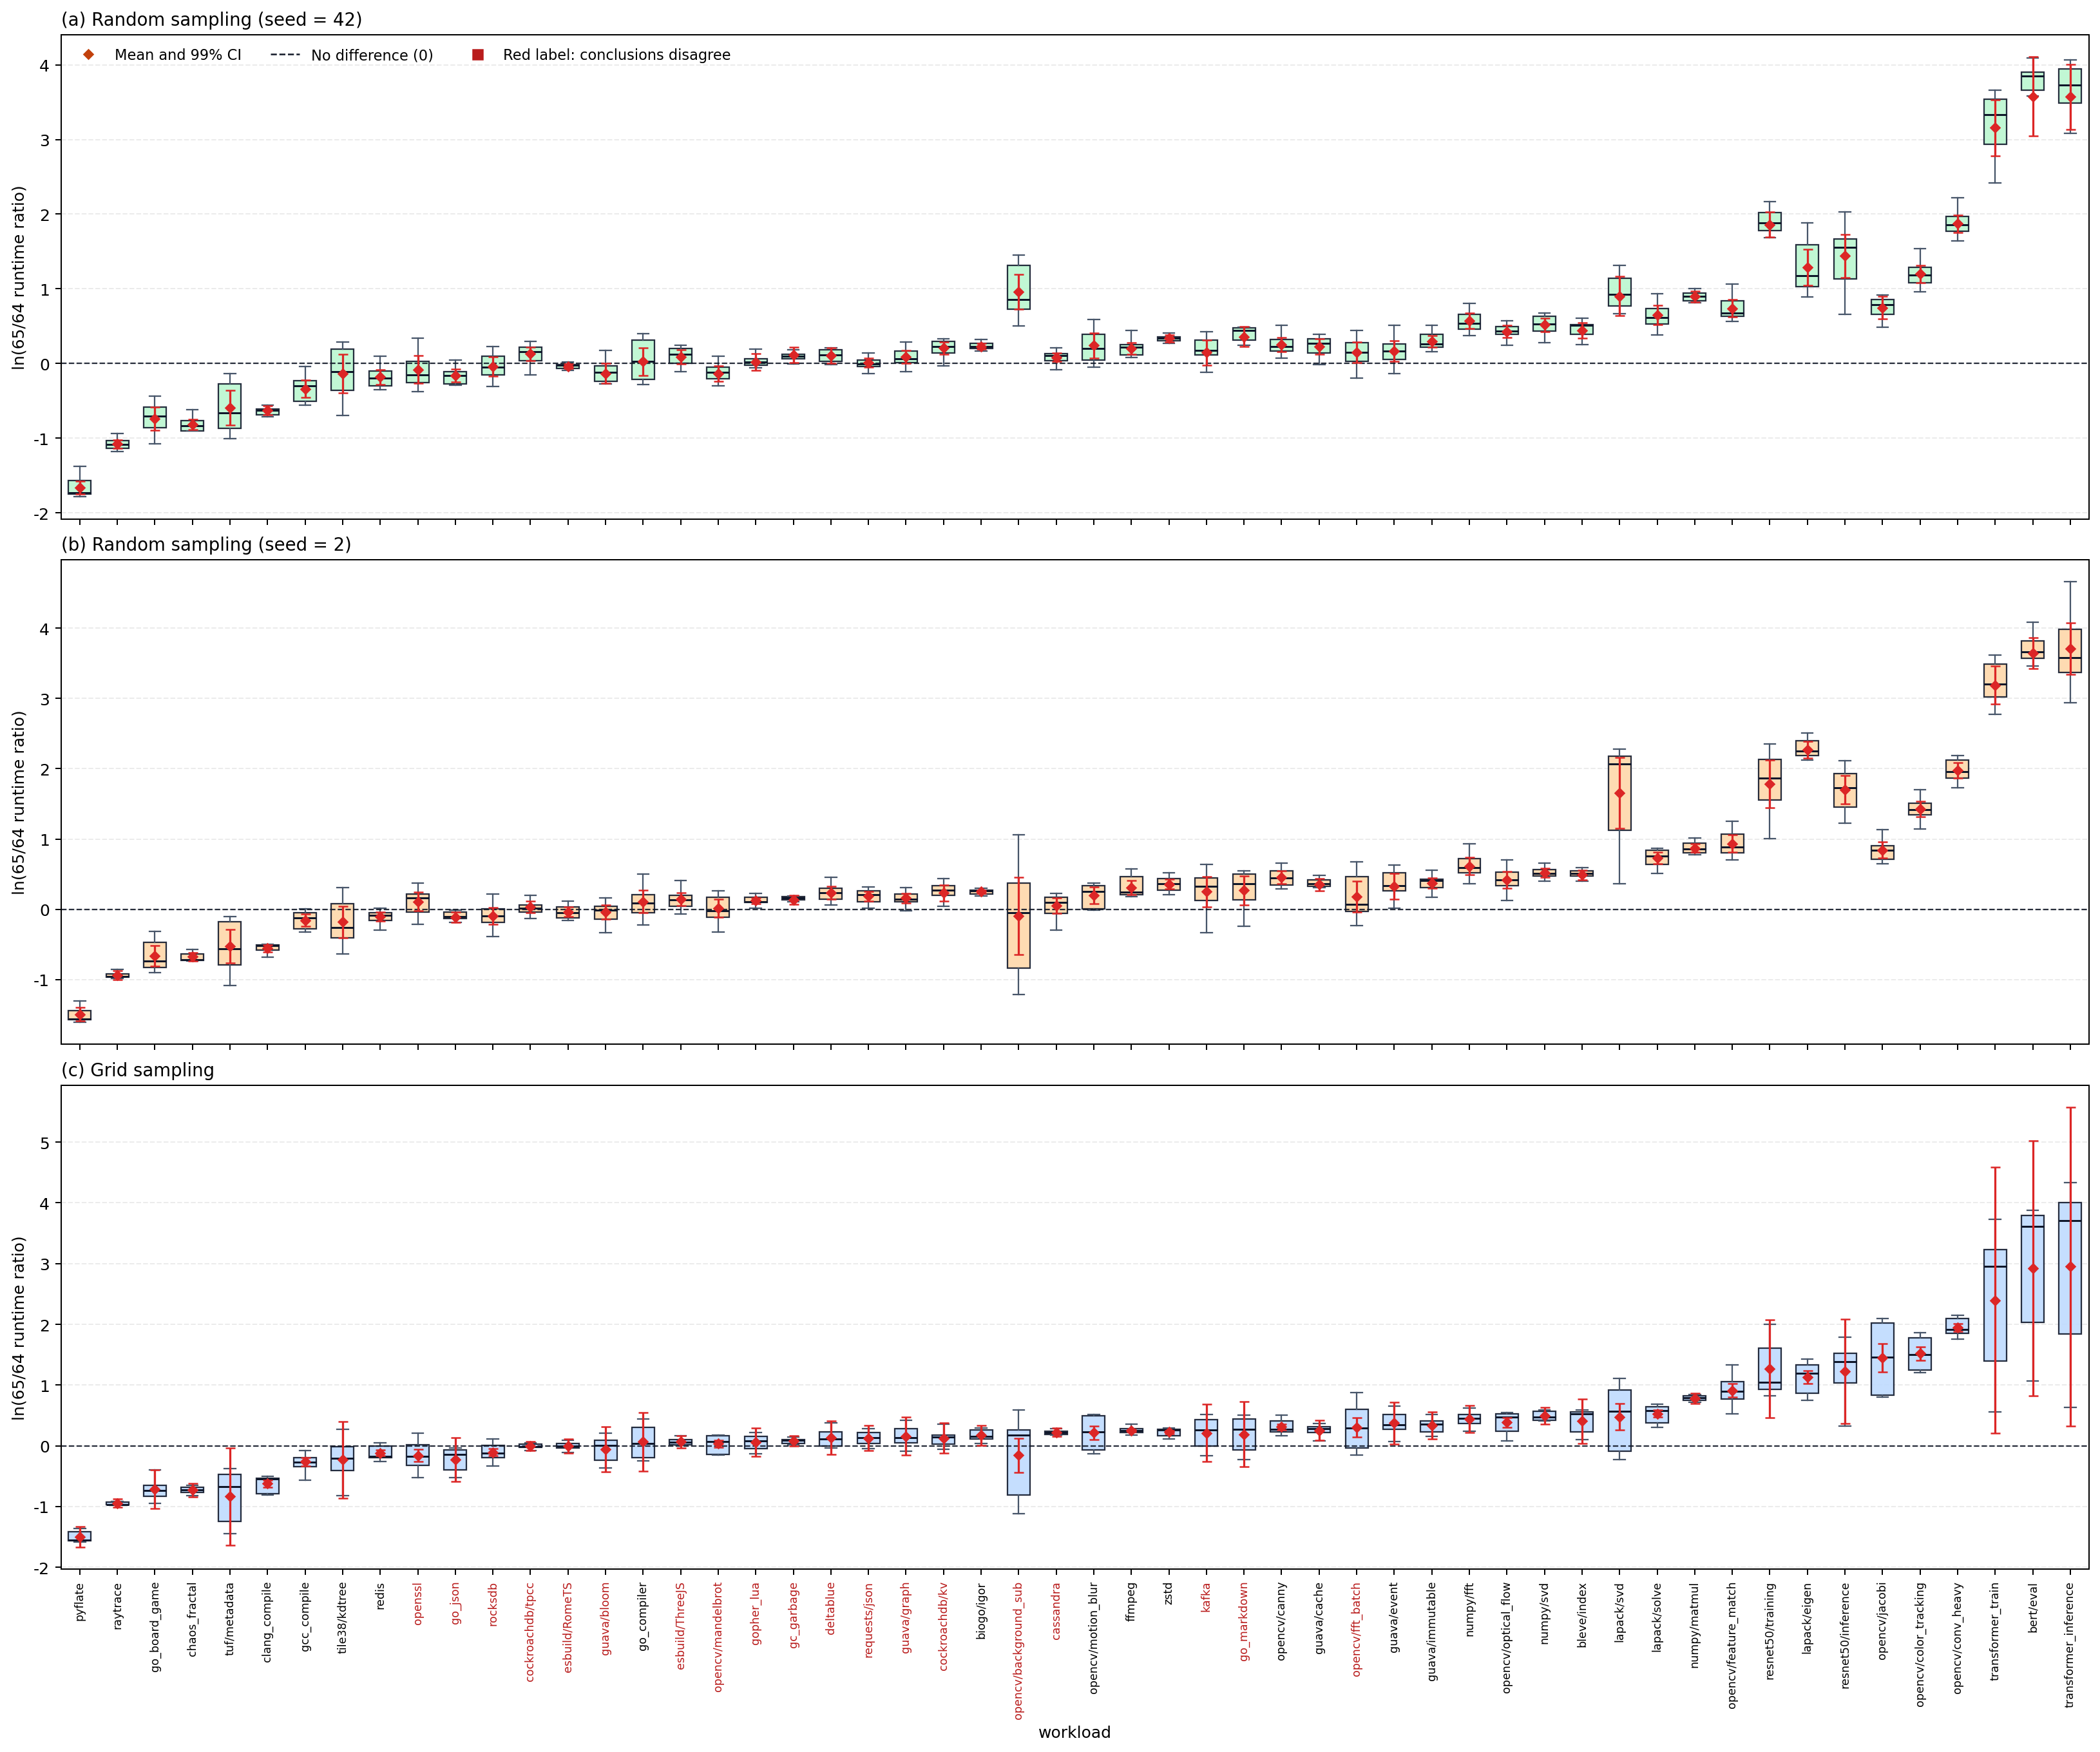 (a) Random sampling (seed = 42)
Mean and 99% CI
No difference (0)
Red label: conclusions disagree
ln(65/64 runtime ratio)
4
3
2
1
0
-1
-2
(b) Random sampling (seed = 2)
ln(65/64 runtime ratio)
4
3
2
1
0
-1
(c) Grid sampling
ln(65/64 runtime ratio)
5
4
3
2
1
0
-1
-2
pyflate
raytrace
go_board_game
chaos_fractal
tuf/metadata
clang_compile
gcc_compile
tile38/kdtree
redis
openssl
go_json
rocksdb
cockroachdb/tpcc
esbuild/RomeTS
guava/bloom
go_compiler
esbuild/ThreeJS
opencv/mandelbrot
gopher_lua
gc_garbage
deltablue
requests/json
guava/graph
cockroachdb/kv
biogo/igor
opencv/background_sub
cassandra
opencv/motion_blur
ffmpeg
zstd
kafka
go_markdown
opencv/canny
guava/cache
opencv/fft_batch
guava/event
guava/immutable
numpy/fft
opencv/optical_flow
numpy/svd
bleve/index
lapack/svd
lapack/solve
numpy/matmul
opencv/feature_match
resnet50/training
lapack/eigen
resnet50/inference
opencv/jacobi
opencv/color_tracking
opencv/conv_heavy
transformer_train
bert/eval
transformer_inference
workload